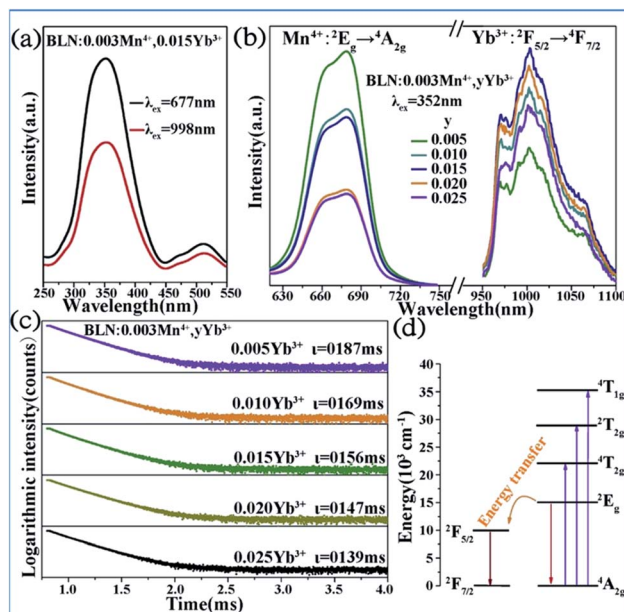 (a)
BLN:0.003Mn⁴⁺,0.015Yb³⁺
λex=677nm
λex=998nm
Intensity(a.u.)
250 300 350 400 450 500 550
Wavelength(nm)
(b)
Mn⁴⁺:²Eg→⁴A2g
Yb³⁺:²F5/2→⁴F7/2
BLN:0.003Mn⁴⁺,yYb³⁺
λex=352nm
y
0.005
0.010
0.015
0.020
0.025
Intensity(a.u.)
640 680 720 750 950 1000 1050 1100
Wavelength(nm)
(c)
BLN:0.003Mn⁴⁺,yYb³⁺
0.005Yb³⁺ ι=0187ms
0.010Yb³⁺ ι=0169ms
0.015Yb³⁺ ι=0156ms
0.020Yb³⁺ ι=0147ms
0.025Yb³⁺ ι=0139ms
Logarithmic intensity(counts)
1.0 1.5 2.0 2.5 3.0 3.5 4.0
Time(ms)
(d)
Energy(10³ cm⁻¹)
40
35
30
25
20
15
10
5
0
⁴T1g
²T2g
⁴T2g
²Eg
⁴A2g
Energy transfer
²F5/2
²F7/2